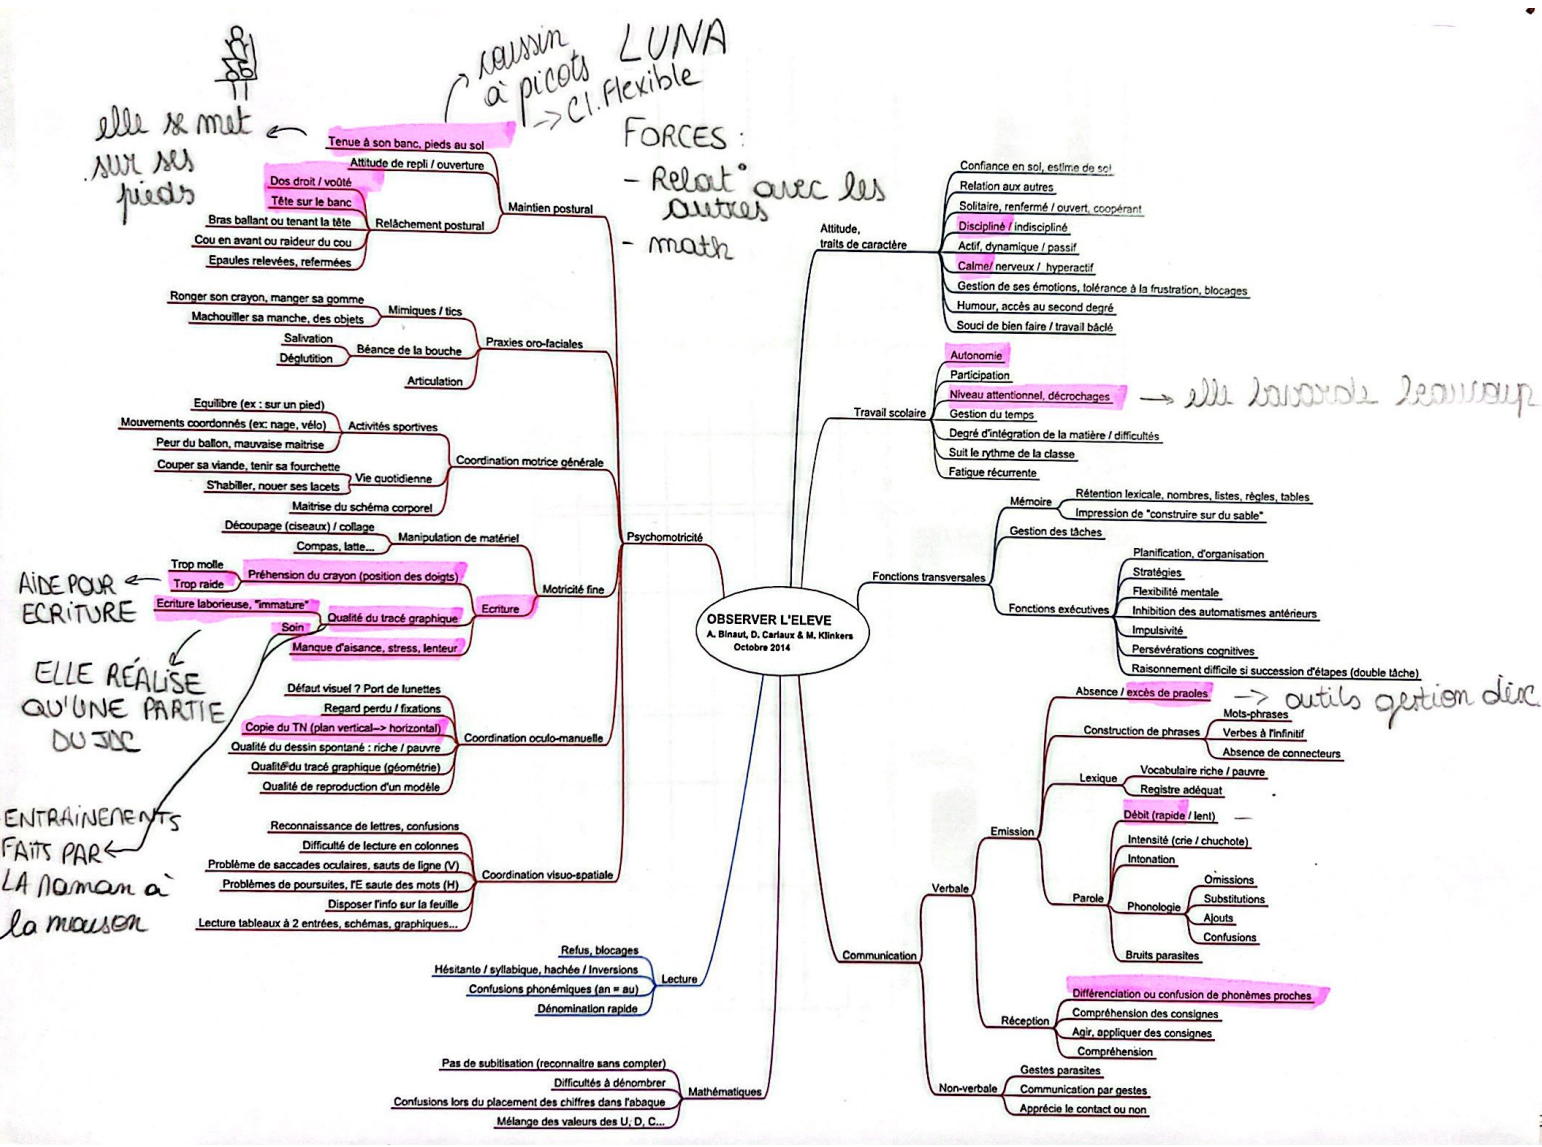 LUNA
coussin
à picots
-> Cl. Flexible
FORCES :
- Relat° avec les
autres
- math
elle se met
sur ses
pieds
Tenue à son banc, pieds au sol
Attitude de repli / ouverture
Dos droit / voûté
Tête sur le banc
Bras ballant ou tenant la tête
Cou en avant ou raideur du cou
Epaules relevées, refermées
Relâchement postural
Maintien postural
Ronger son crayon, manger sa gomme
Machouiller sa manche, des objets
Mimiques / tics
Salivation
Déglutition
Béance de la bouche
Articulation
Praxies oro-faciales
Equilibre (ex : sur un pied)
Mouvements coordonnés (ex: nage, vélo)
Peur du ballon, mauvaise maitrise
Activités sportives
Couper sa viande, tenir sa fourchette
S'habiller, nouer ses lacets
Vie quotidienne
Maitrise du schéma corporel
Coordination motrice générale
Découpage (ciseaux) / collage
Compas, latte...
Manipulation de matériel
Trop molle
Trop raide
Préhension du crayon (position des doigts)
Ecriture laborieuse, "immature"
Soin
Qualité du tracé graphique
Manque d'aisance, stress, lenteur
Ecriture
Motricité fine
Psychomotricité
AIDE POUR
ECRITURE
ELLE RÉALISE
QU'UNE PARTIE
DU JDC
ENTRAINEMENTS
FAITS PAR
LA Maman à
la maison
Défaut visuel ? Port de lunettes
Regard perdu / fixations
Copie du TN (plan vertical--> horizontal)
Qualité du dessin spontané : riche / pauvre
Qualité du tracé graphique (géométrie)
Qualité de reproduction d'un modèle
Coordination oculo-manuelle
Reconnaissance de lettres, confusions
Difficulté de lecture en colonnes
Problème de saccades oculaires, sauts de ligne (V)
Problèmes de poursuites, l'E saute des mots (H)
Disposer l'info sur la feuille
Lecture tableaux à 2 entrées, schémas, graphiques...
Coordination visuo-spatiale
Refus, blocages
Hésitante / syllabique, hachée / Inversions
Confusions phonémiques (an = au)
Dénomination rapide
Lecture
Pas de subitisation (reconnaitre sans compter)
Difficultés à dénombrer
Confusions lors du placement des chiffres dans l'abaque
Mélange des valeurs des U, D, C...
Mathématiques
OBSERVER L'ELEVE
A. Binaut, D. Carlaux & M. Klinkers
Octobre 2014
Attitude,
traits de caractère
Confiance en soi, estime de soi
Relation aux autres
Solitaire, renfermé / ouvert, coopérant
Discipliné / indiscipliné
Actif, dynamique / passif
Calme/ nerveux / hyperactif
Gestion de ses émotions, tolérance à la frustration, blocages
Humour, accès au second degré
Souci de bien faire / travail bâclé
Travail scolaire
Autonomie
Participation
Niveau attentionnel, décrochages
-> elle bavarde beaucoup
Gestion du temps
Degré d'intégration de la matière / difficultés
Suit le rythme de la classe
Fatigue récurrente
Fonctions transversales
Mémoire
Rétention lexicale, nombres, listes, règles, tables
Impression de "construire sur du sable"
Gestion des tâches
Fonctions exécutives
Planification, d'organisation
Stratégies
Flexibilité mentale
Inhibition des automatismes antérieurs
Impulsivité
Persévérations cognitives
Raisonnement difficile si succession d'étapes (double tâche)
Communication
Verbale
Emission
Absence / excès de praoles
-> outils gestion disc.
Construction de phrases
Mots-phrases
Verbes à l'infinitif
Absence de connecteurs
Lexique
Vocabulaire riche / pauvre
Registre adéquat
Parole
Débit (rapide / lent)
Intensité (crie / chuchote)
Intonation
Phonologie
Omissions
Substitutions
Ajouts
Confusions
Bruits parasites
Réception
Différenciation ou confusion de phonèmes proches
Compréhension des consignes
Agir, appliquer des consignes
Compréhension
Non-verbale
Gestes parasites
Communication par gestes
Apprécie le contact ou non